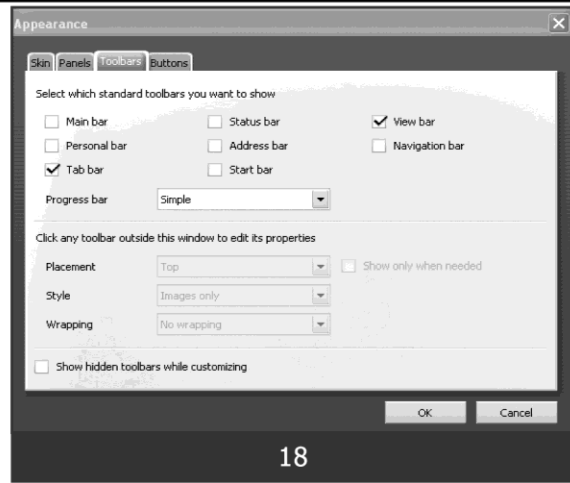 Appearance
Skin Panels Toolbars Buttons
Select which standard toolbars you want to show
Main bar Status bar View bar
Personal bar Address bar Navigation bar
Tab bar Start bar
Progress bar Simple
Click any toolbar outside this window to edit its properties
Placement Top Show only when needed
Style Images only
Wrapping No wrapping
Show hidden toolbars while customizing
OK Cancel
18